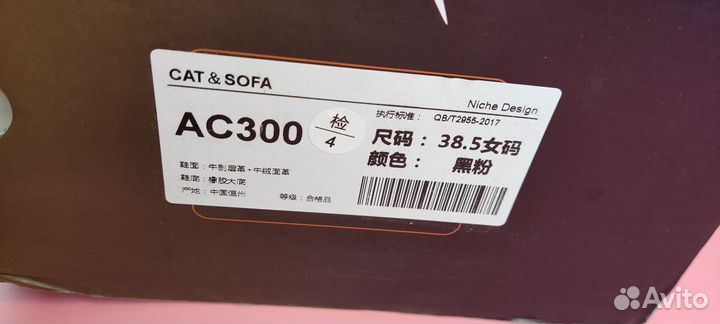 CAT & SOFA
Niche Design
AC300
检
4
执行标准： QB/T2955-2017
尺码： 38.5女码
颜色： 黑粉
鞋面：牛剖层革+牛绒面革
鞋底：橡胶大底
产地：中国温州
等级：合格品
Avito